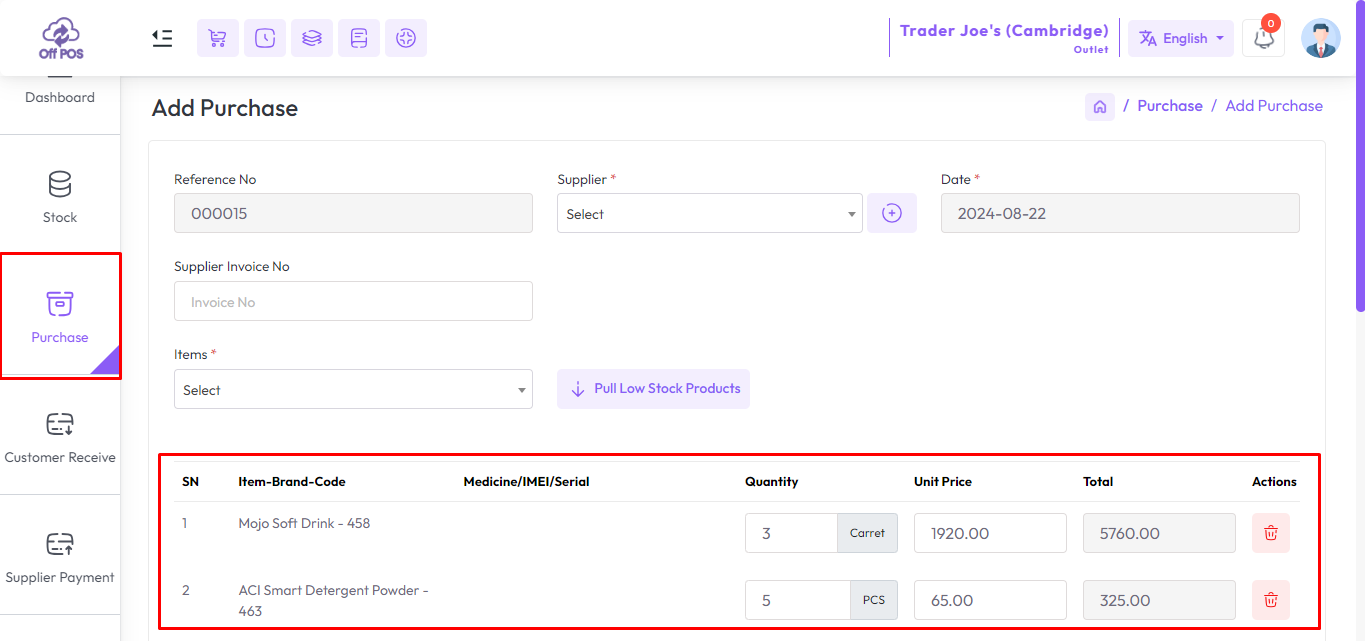 Off POS
Trader Joe's (Cambridge)
Outlet
English
0
Dashboard
Stock
Purchase
Customer Receive
Supplier Payment
Add Purchase
/ Purchase / Add Purchase
Reference No
000015
Supplier *
Select
Date *
2024-08-22
Supplier Invoice No
Invoice No
Items *
Select
Pull Low Stock Products
SN Item-Brand-Code Medicine/IMEI/Serial Quantity Unit Price Total Actions
1 Mojo Soft Drink - 458 3 Carret 1920.00 5760.00
2 ACI Smart Detergent Powder - 5 PCS 65.00 325.00
463